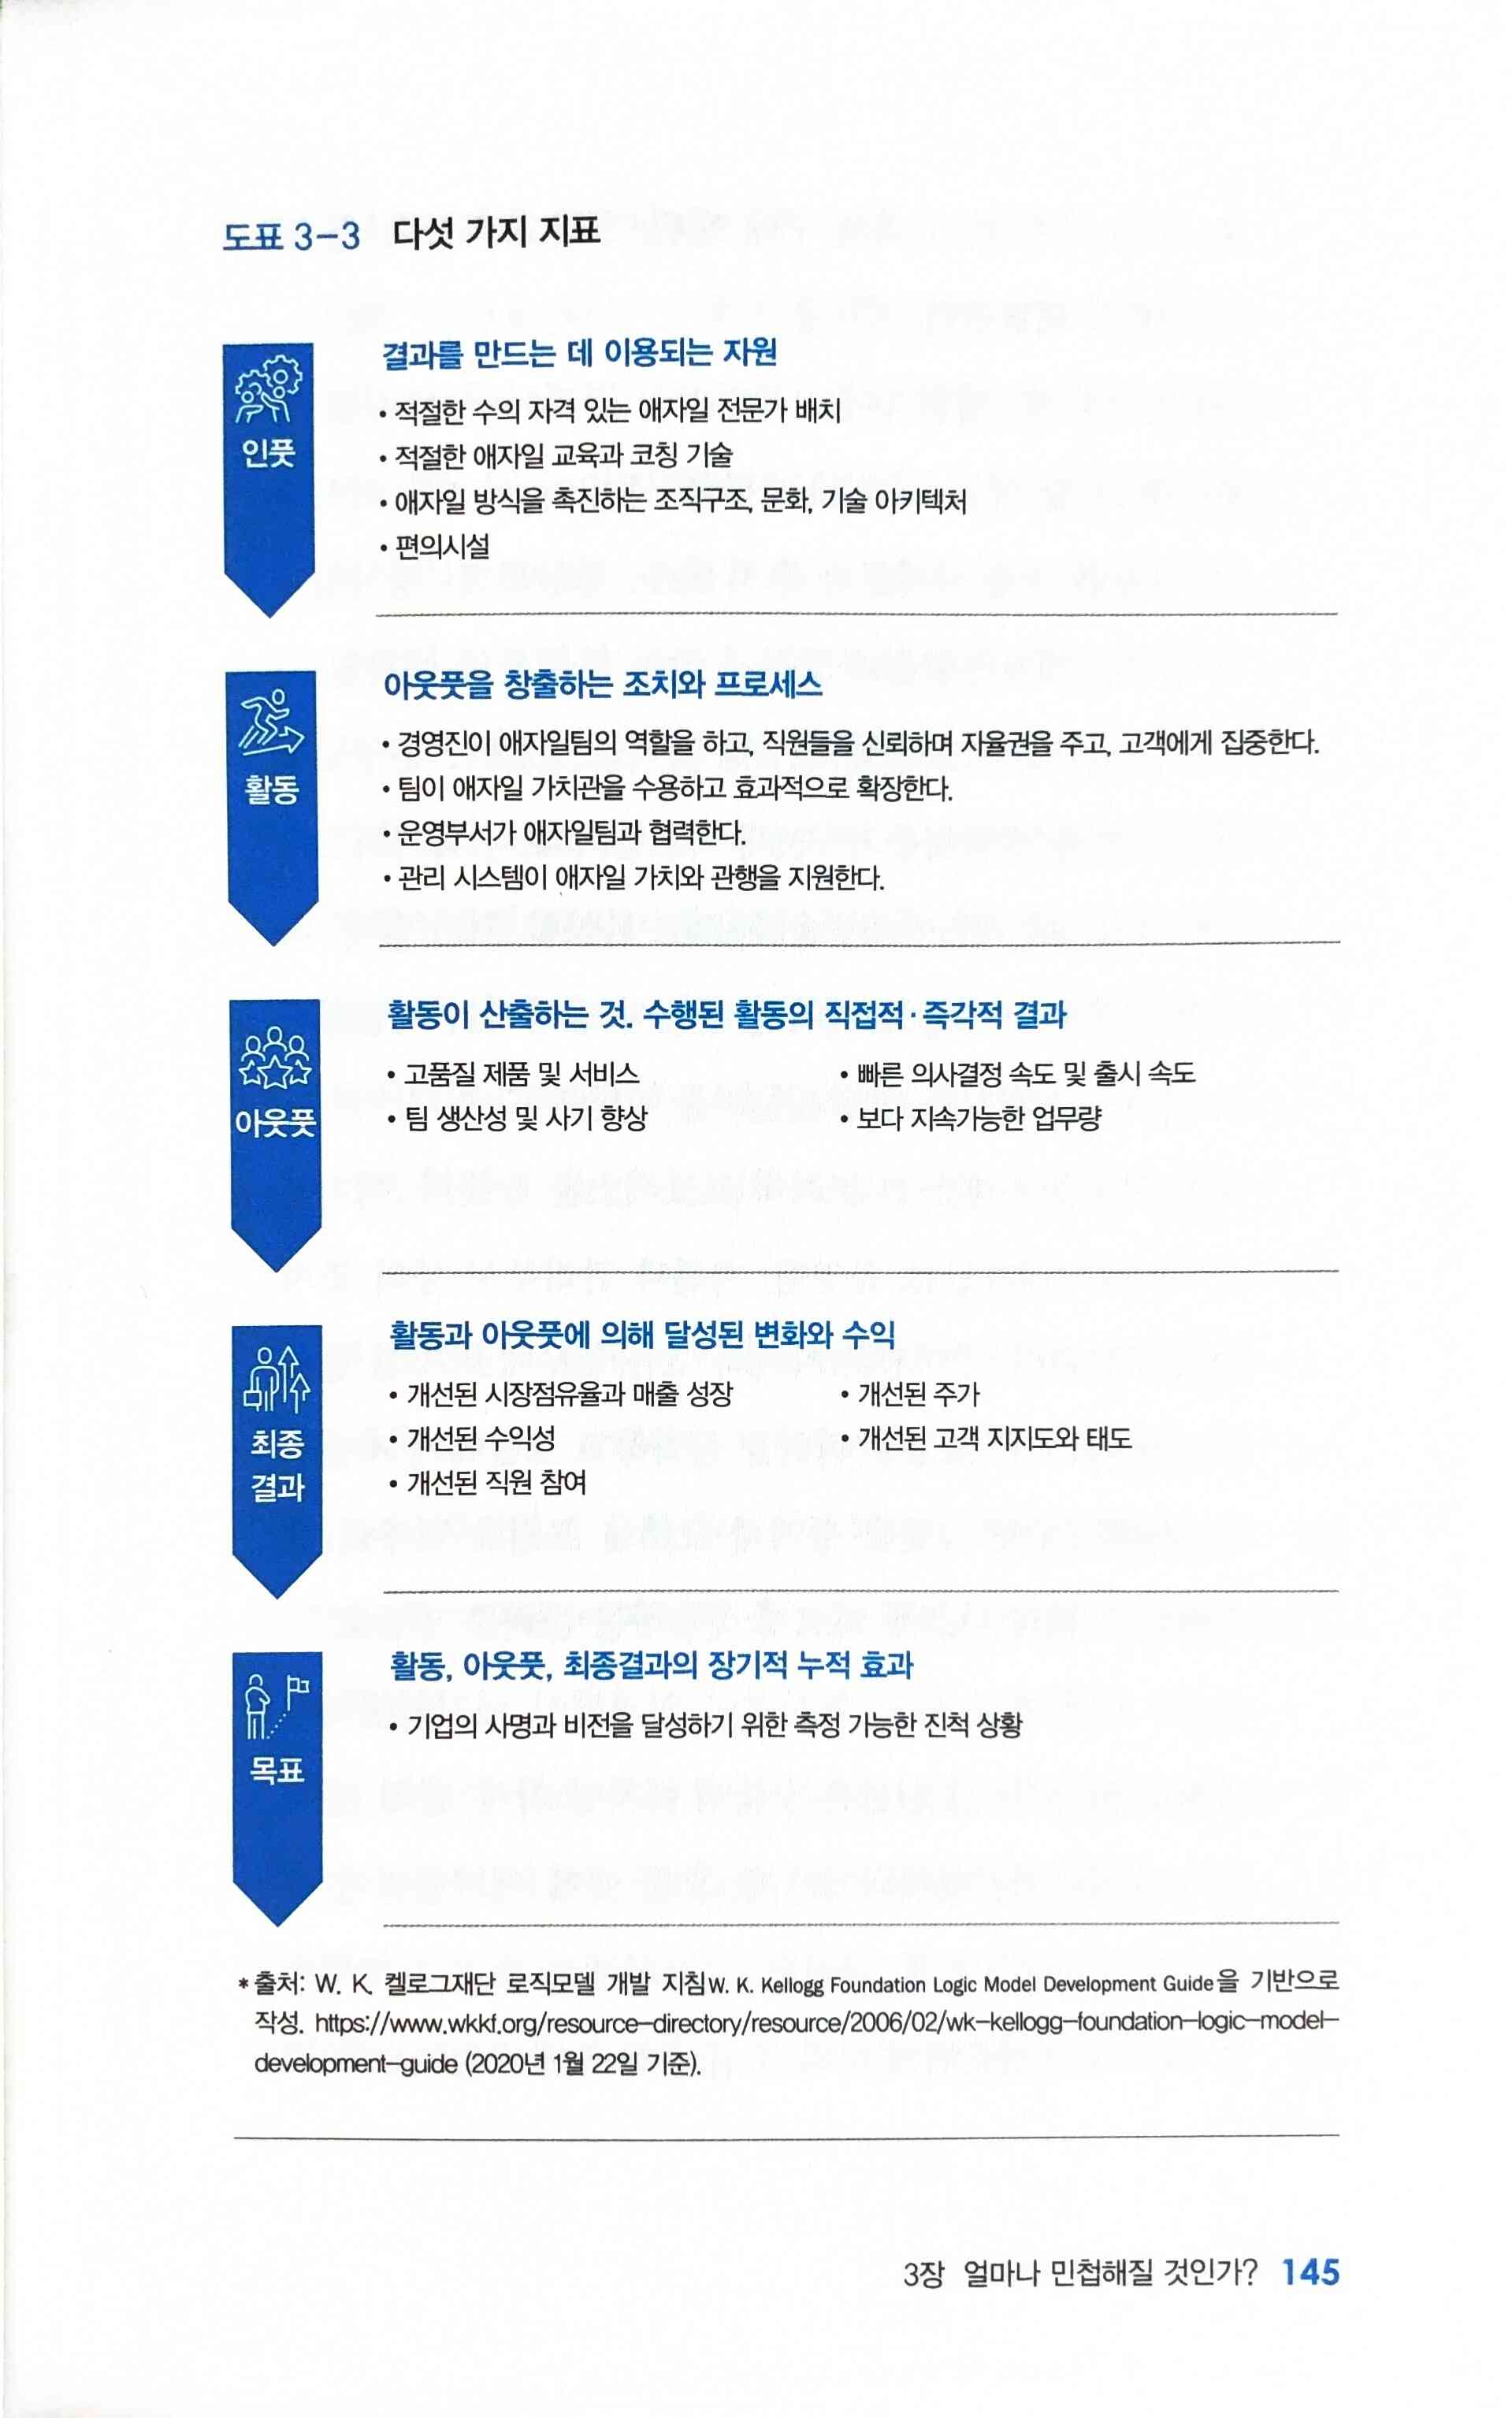 도표 3-3 다섯 가지 지표
인풋
결과를 만드는 데 이용되는 자원
• 적절한 수의 자격 있는 애자일 전문가 배치
• 적절한 애자일 교육과 코칭 기술
• 애자일 방식을 촉진하는 조직구조, 문화, 기술 아키텍처
• 편의시설
활동
아웃풋을 창출하는 조치와 프로세스
• 경영진이 애자일팀의 역할을 하고, 직원들을 신뢰하며 자율권을 주고, 고객에게 집중한다.
• 팀이 애자일 가치관을 수용하고 효과적으로 확장한다.
• 운영부서가 애자일팀과 협력한다.
• 관리 시스템이 애자일 가치와 관행을 지원한다.
아웃풋
활동이 산출하는 것. 수행된 활동의 직접적·즉각적 결과
• 고품질 제품 및 서비스
• 팀 생산성 및 사기 향상
• 빠른 의사결정 속도 및 출시 속도
• 보다 지속가능한 업무량
최종
결과
활동과 아웃풋에 의해 달성된 변화와 수익
• 개선된 시장점유율과 매출 성장
• 개선된 수익성
• 개선된 직원 참여
• 개선된 주가
• 개선된 고객 지지도와 태도
목표
활동, 아웃풋, 최종결과의 장기적 누적 효과
• 기업의 사명과 비전을 달성하기 위한 측정 가능한 진척 상황
* 출처: W. K. 켈로그재단 로직모델 개발 지침W. K. Kellogg Foundation Logic Model Development Guide을 기반으로
작성. https://www.wkkf.org/resource-directory/resource/2006/02/wk-kellogg-foundation-logic-model-
development-guide (2020년 1월 22일 기준).
3장 얼마나 민첩해질 것인가? 145